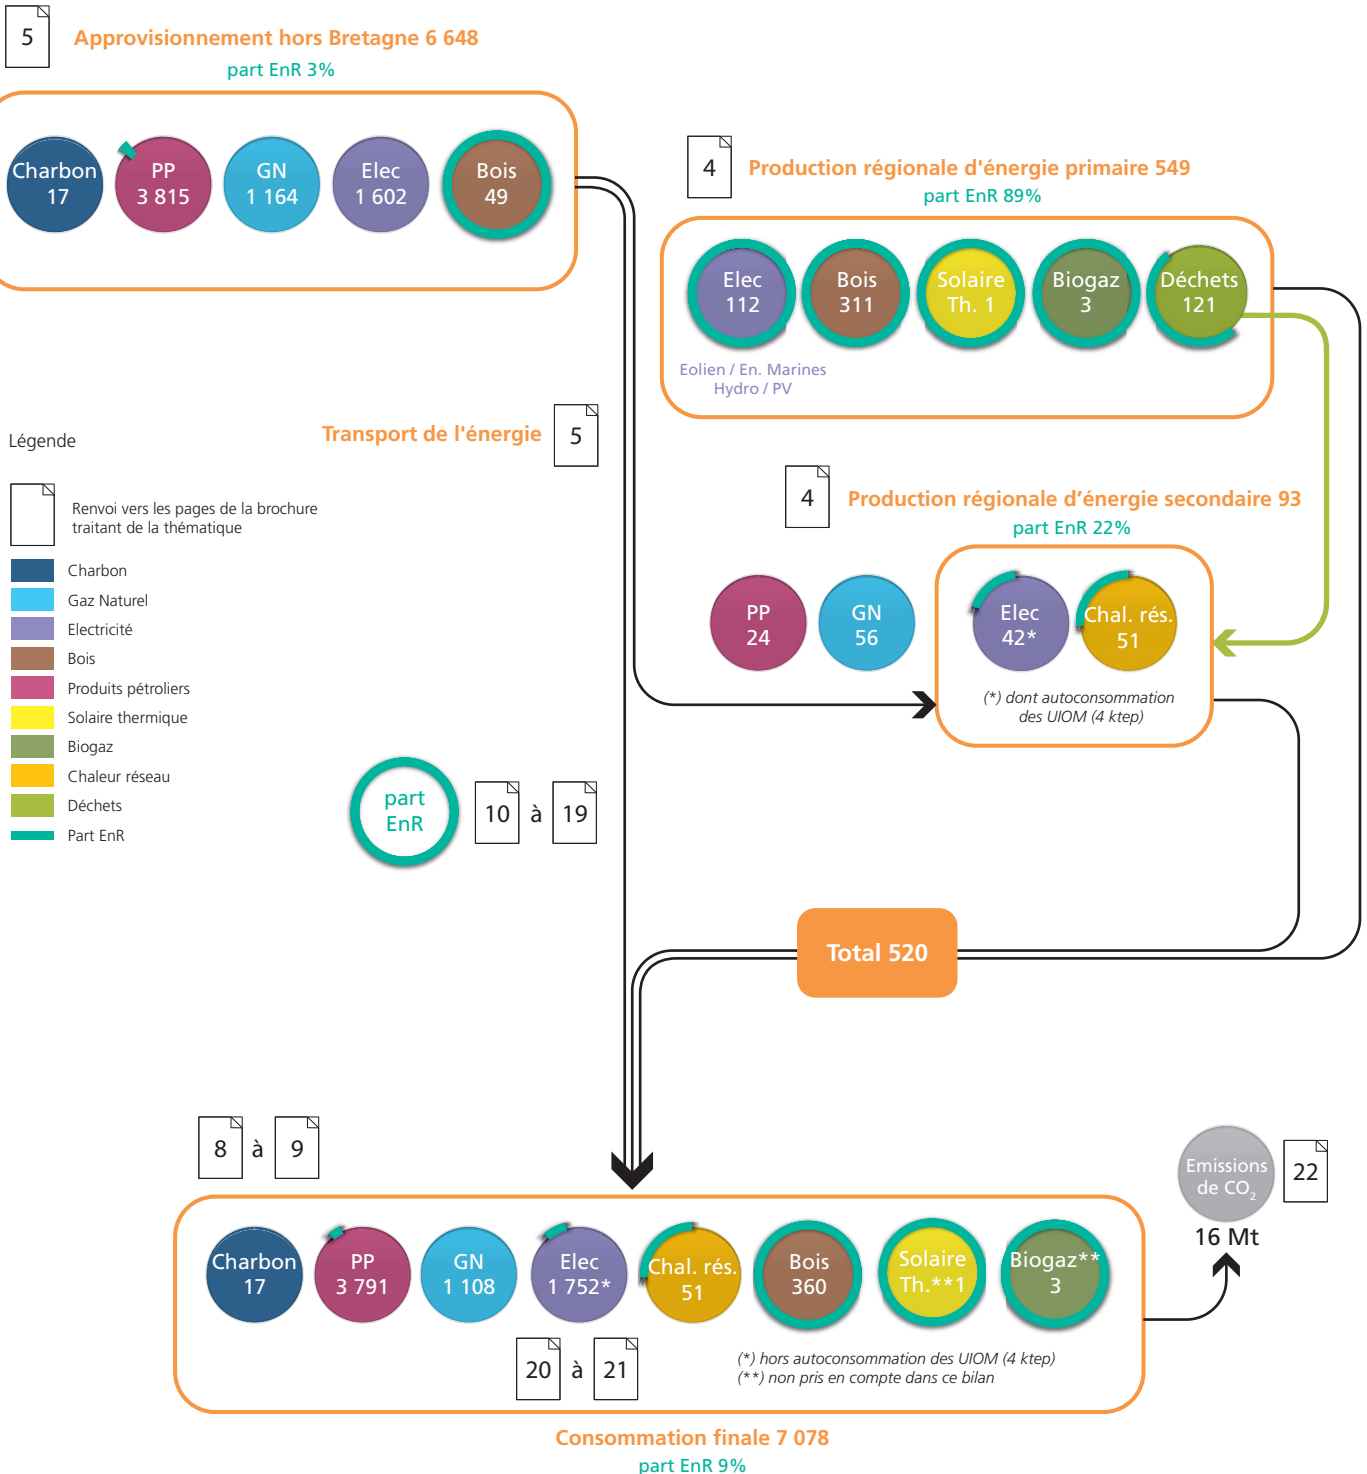 5
Approvisionnement hors Bretagne 6 648
part EnR 3%
Charbon
17
PP
3 815
GN
1 164
Elec
1 602
Bois
49
4
Production régionale d'énergie primaire 549
part EnR 89%
Elec
112
Bois
311
Solaire
Th. 1
Biogaz
3
Déchets
121
Eolien / En. Marines
Hydro / PV
Légende
Transport de l'énergie
5
Renvoi vers les pages de la brochure
traitant de la thématique
Charbon
Gaz Naturel
Electricité
Bois
Produits pétroliers
Solaire thermique
Biogaz
Chaleur réseau
Déchets
Part EnR
4
Production régionale d’énergie secondaire 93
part EnR 22%
PP
24
GN
56
Elec
42*
Chal. rés.
51
(*) dont autoconsommation
des UIOM (4 ktep)
part
EnR
10 à 19
Total 520
8 à 9
Emissions
de CO2
22
16 Mt
Charbon
17
PP
3 791
GN
1 108
Elec
1 752*
Chal. rés.
51
Bois
360
Solaire
Th.**1
Biogaz**
3
20 à 21
(*) hors autoconsommation des UIOM (4 ktep)
(**) non pris en compte dans ce bilan
Consommation finale 7 078
part EnR 9%